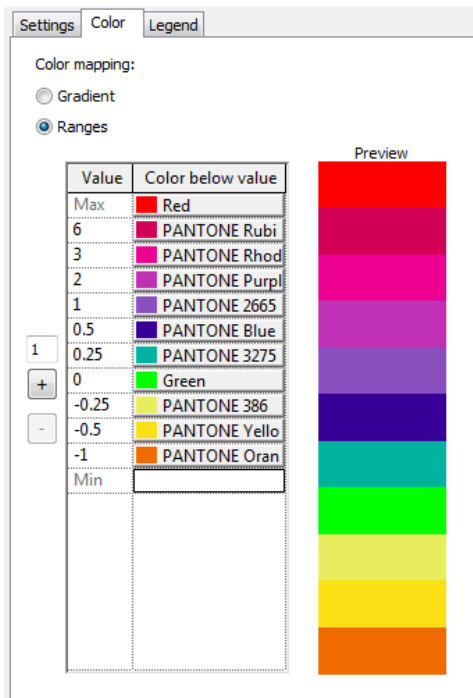 Settings Color Legend
Color mapping:
Gradient
Ranges
Preview
Value Color below value
Max Red
6 PANTONE Rubi
3 PANTONE Rhod
2 PANTONE Purpl
1 PANTONE 2665
0.5 PANTONE Blue
1 0.25 PANTONE 3275
+ 0 Green
-0.25 PANTONE 386
- -0.5 PANTONE Yello
-1 PANTONE Oran
Min